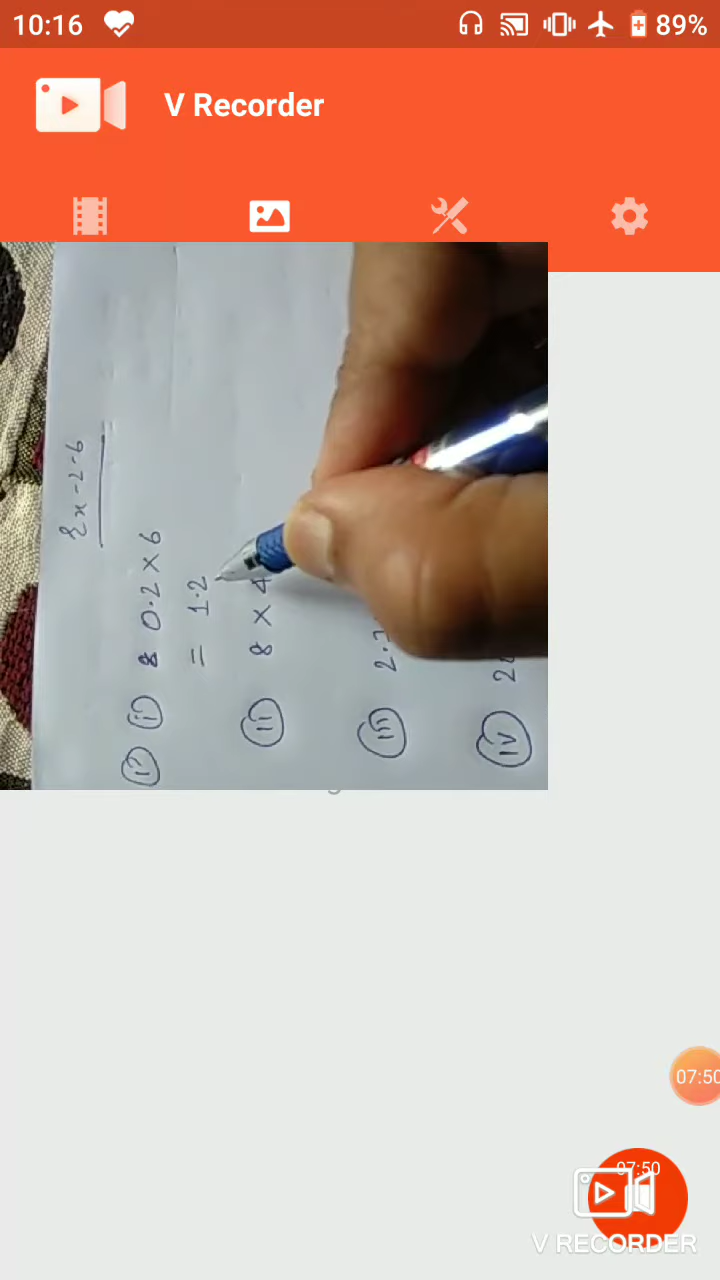 10:16 89%
V Recorder
Ex-2-6
(i) (i) 0.2 × 6
= 1.2
(ii) 8 × 4
(iii) 2.
(iv) 2
07:50
07:50
V RECORDER